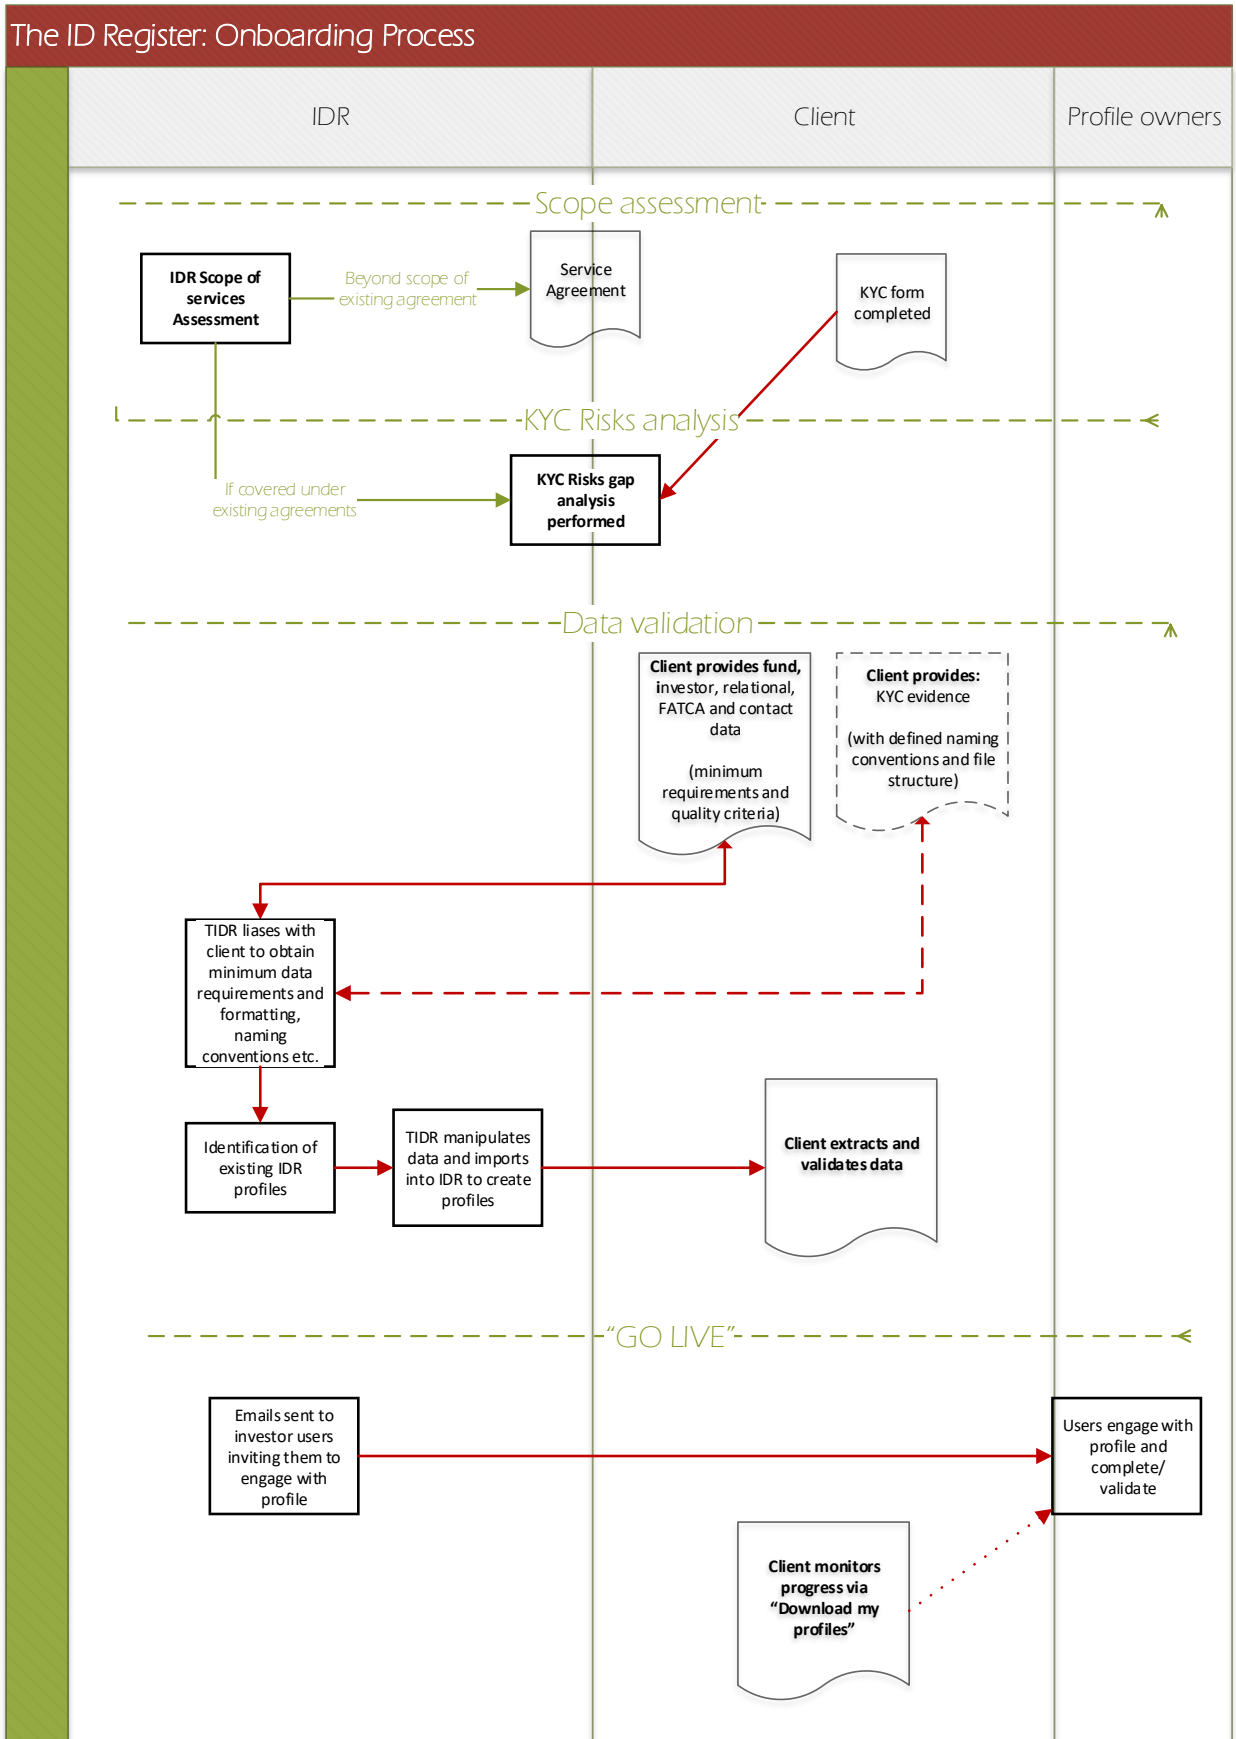 The ID Register: Onboarding Process
IDR
Client
Profile owners
Scope assessment
IDR Scope of
services
Assessment
Beyond scope of
existing agreement
Service
Agreement
KYC form
completed
KYC Risks analysis
If covered under
existing agreements
KYC Risks gap
analysis
performed
Data validation
Client provides fund,
investor, relational,
FATCA and contact
data
(minimum
requirements and
quality criteria)
Client provides:
KYC evidence
(with defined naming
conventions and file
structure)
TIDR liases with
client to obtain
minimum data
requirements and
formatting,
naming
conventions etc.
Identification of
existing IDR
profiles
TIDR manipulates
data and imports
into IDR to create
profiles
Client extracts and
validates data
“GO LIVE”
Emails sent to
investor users
inviting them to
engage with
profile
Users engage with
profile and
complete/
validate
Client monitors
progress via
“Download my
profiles”